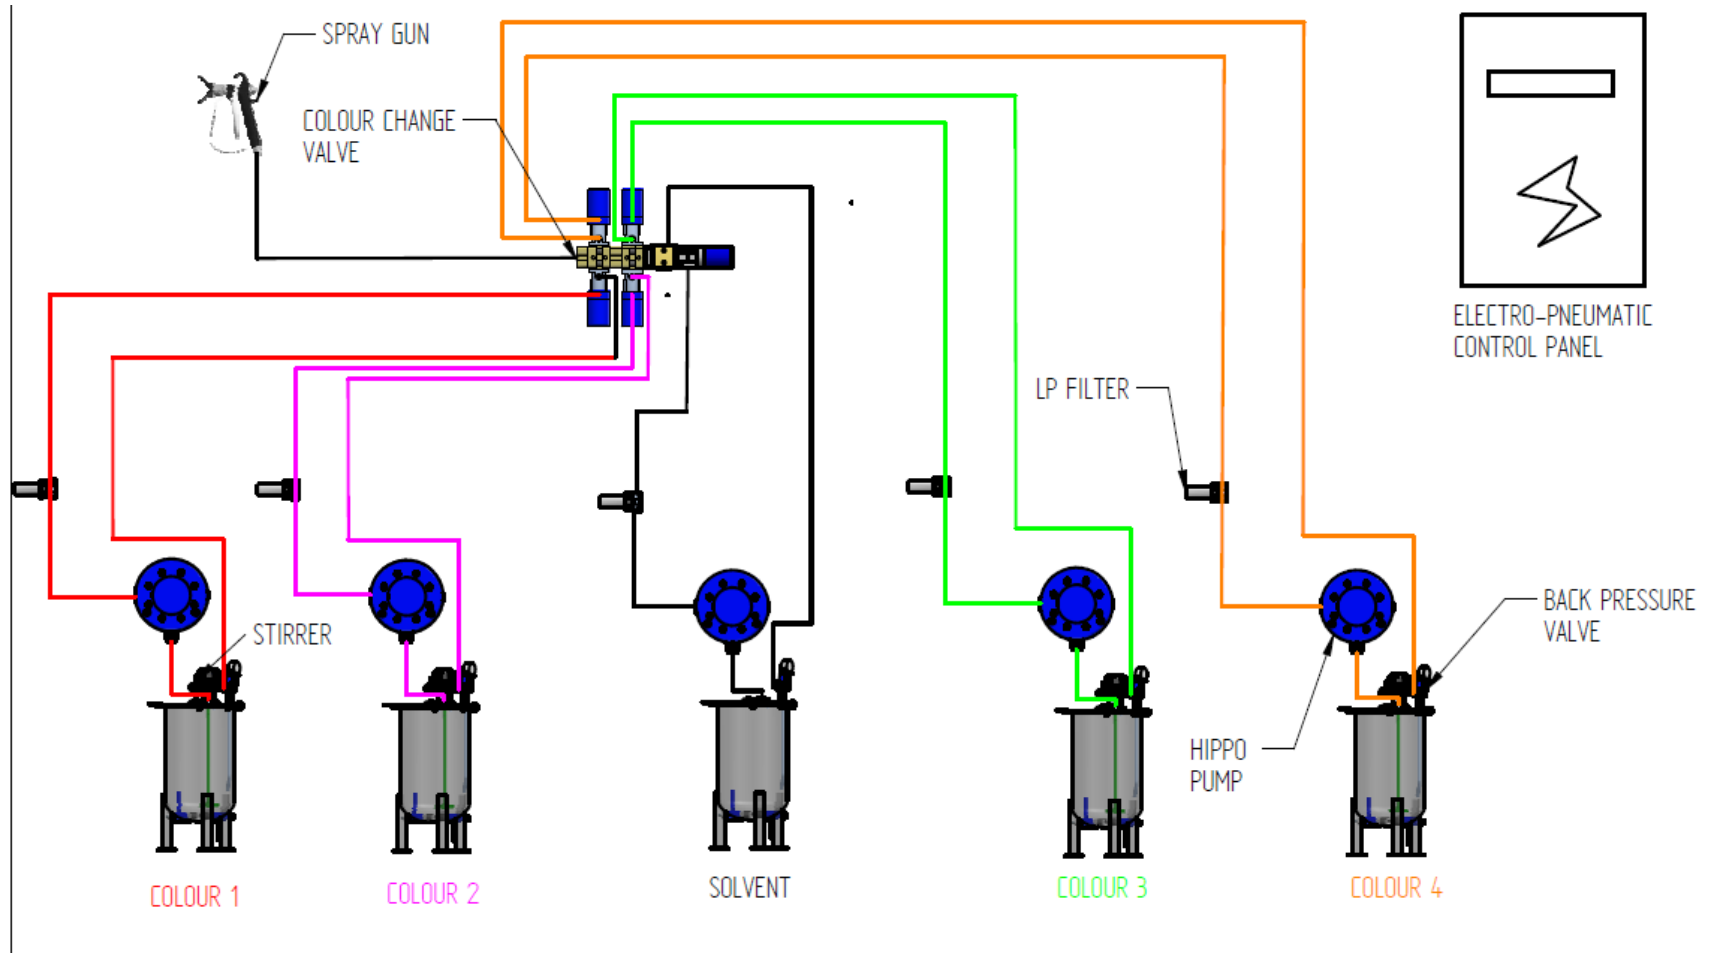 SPRAY GUN
COLOUR CHANGE
VALVE
ELECTRO-PNEUMATIC
CONTROL PANEL
LP FILTER
BACK PRESSURE
VALVE
STIRRER
HIPPO
PUMP
COLOUR 1
COLOUR 2
SOLVENT
COLOUR 3
COLOUR 4